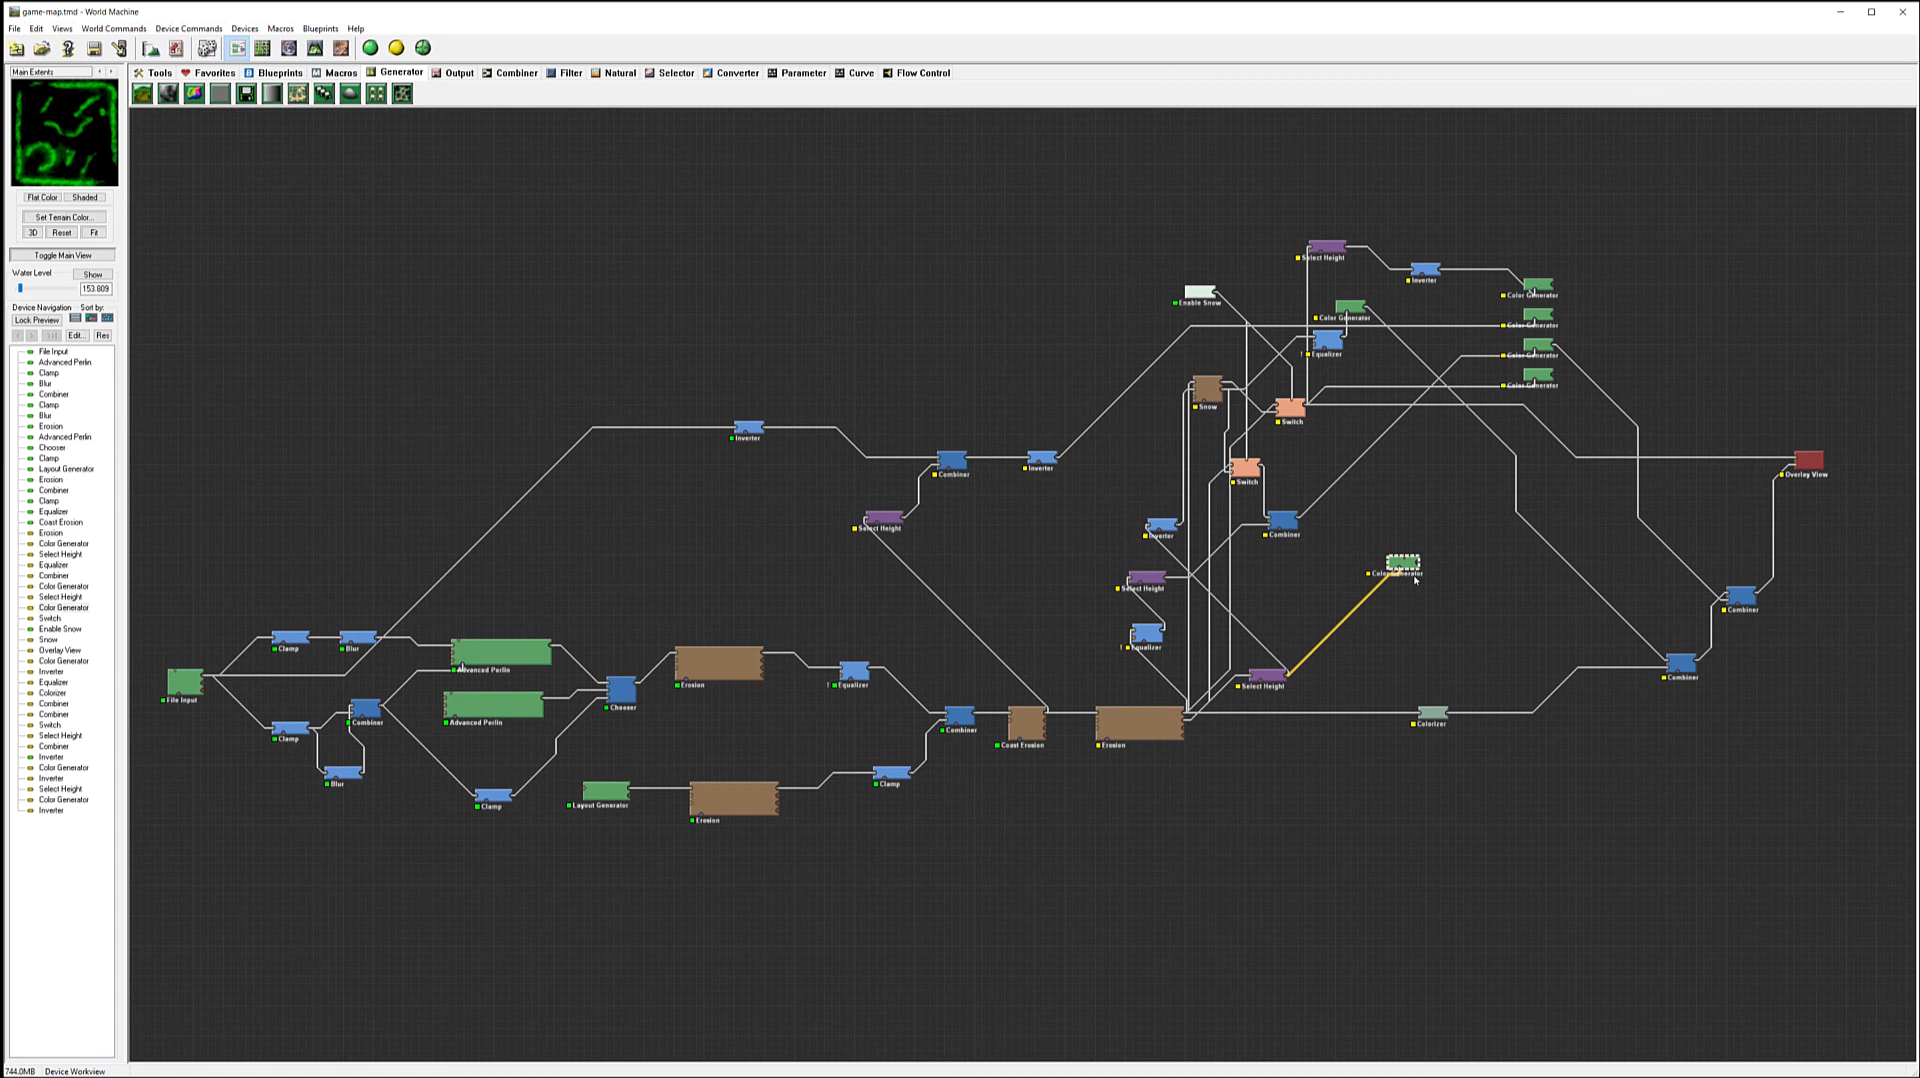 game-map.tmd - World Machine
File Edit Views World Commands Device Commands Devices Macros Blueprints Help
Main Extents
Tools Favorites Blueprints Macros Generator Output Combiner Filter Natural Selector Converter Parameter Curve Flow Control
Flat Color Shaded
Set Terrain Color...
3D Reset Fit
Toggle Main View
Water Level Show
153.809
Device Navigation Sort by:
Lock Preview
Edit... Res
File Input
Advanced Perlin
Clamp
Blur
Combiner
Clamp
Blur
Erosion
Advanced Perlin
Chooser
Clamp
Layout Generator
Erosion
Combiner
Clamp
Equalizer
Coast Erosion
Erosion
Color Generator
Select Height
Equalizer
Combiner
Color Generator
Select Height
Color Generator
Switch
Enable Snow
Snow
Overlay View
Color Generator
Inverter
Equalizer
Colorizer
Combiner
Combiner
Switch
Select Height
Combiner
Inverter
Color Generator
Inverter
Select Height
Color Generator
Inverter
Select Height
Inverter
Color Generator
Enable Snow
Color Generator
Color Generator
! Equalizer
Color Generator
Color Generator
Snow
Switch
Inverter
Combiner
Inverter
Switch
Overlay View
Select Height
Inverter
Combiner
Color Generator
Select Height
Combiner
Clamp
Blur
! Equalizer
Advanced Perlin
Combiner
Erosion
! Equalizer
Select Height
File Input
Chooser
Combiner
Advanced Perlin
Colorizer
Clamp
Combiner
Coast Erosion
Erosion
Blur
Clamp
Clamp
Layout Generator
Erosion
744.0MB Device Workview